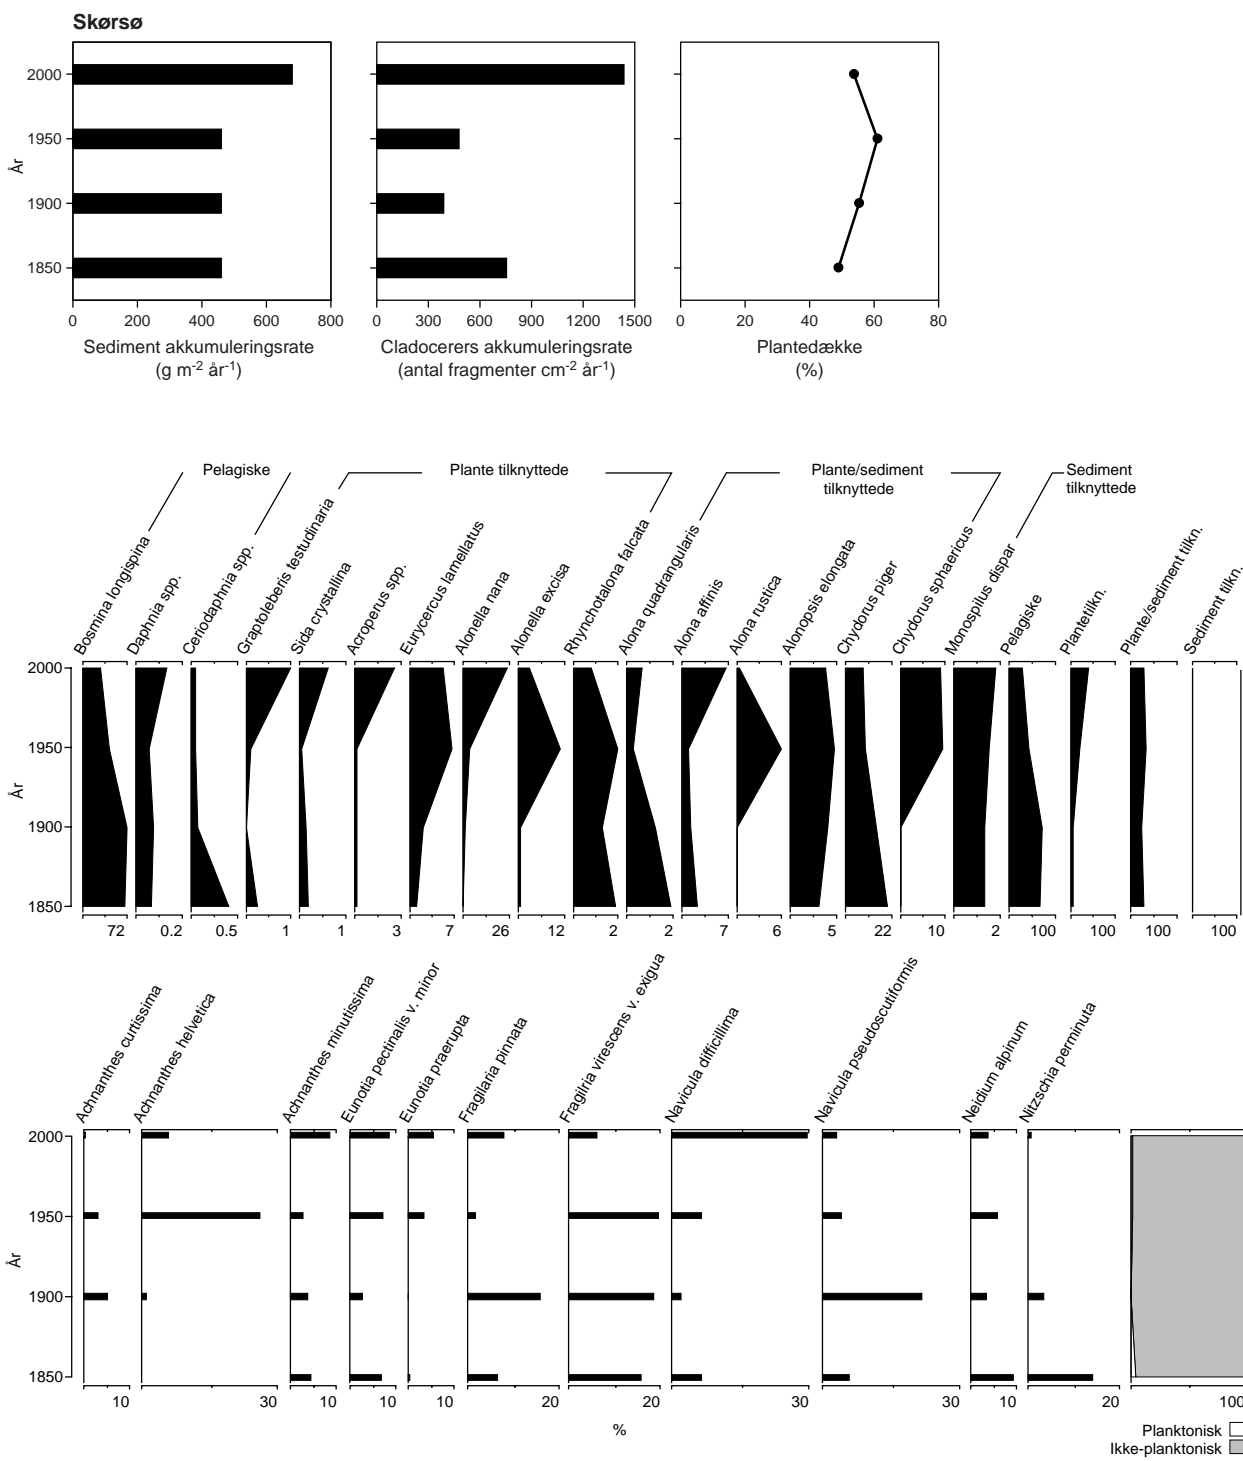 Skørsø
År
2000
1950
1900
1850
0 200 400 600 800
Sediment akkumuleringsrate
(g m-2 år-1)
0 300 600 900 1200 1500
Cladocerers akkumuleringsrate
(antal fragmenter cm-2 år-1)
0 20 40 60 80
Plantedække
(%)
Pelagiske
Plante tilknyttede
Plante/sediment
tilknyttede
Sediment
tilknyttede
Bosmina longispina
Daphnia spp.
Ceriodaphnia spp.
Graptoleberis testudinaria
Sida crystallina
Acroperus spp.
Eurycercus lamellatus
Alonella nana
Alonella excisa
Rhynchotalona falcata
Alona quadrangularis
Alona affinis
Alona rustica
Alonopsis elongata
Chydorus piger
Chydorus sphaericus
Monospilus dispar
Pelagiske
Plantetilkn.
Plante/sediment tilkn.
Sediment tilkn.
År
2000
1950
1900
1850
72 0.2 0.5 1 1 3 7 26 12 2 2 7 6 5 22 10 2 100 100 100 100
Achnanthes curtissima
Achnanthes helvetica
Achnanthes minutissima
Eunotia pectinalis v. minor
Eunotia praerupta
Fragilaria pinnata
Fragilria virescens v. exigua
Navicula difficillima
Navicula pseudoscutiformis
Neidium alpinum
Nitzschia perminuta
År
2000
1950
1900
1850
10 30 10 10 10 20 20 30 30 10 20 100
%
Planktonisk
Ikke-planktonisk